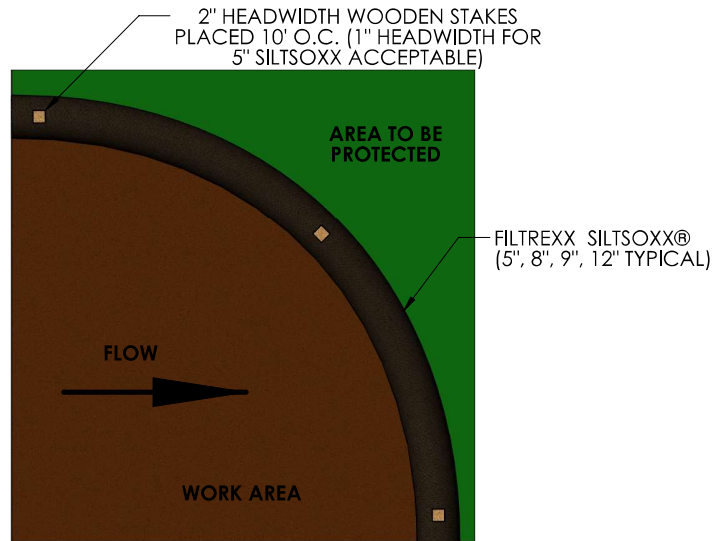 2" HEADWIDTH WOODEN STAKES
PLACED 10' O.C. (1" HEADWIDTH FOR
5" SILTSOXX ACCEPTABLE)
AREA TO BE
PROTECTED
FILTREXX SILTSOXX®
(5", 8", 9", 12" TYPICAL)
FLOW
WORK AREA